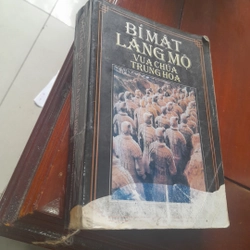 BÍ MẬT
LĂNG MỘ
VUA CHÚA
TRUNG HOA